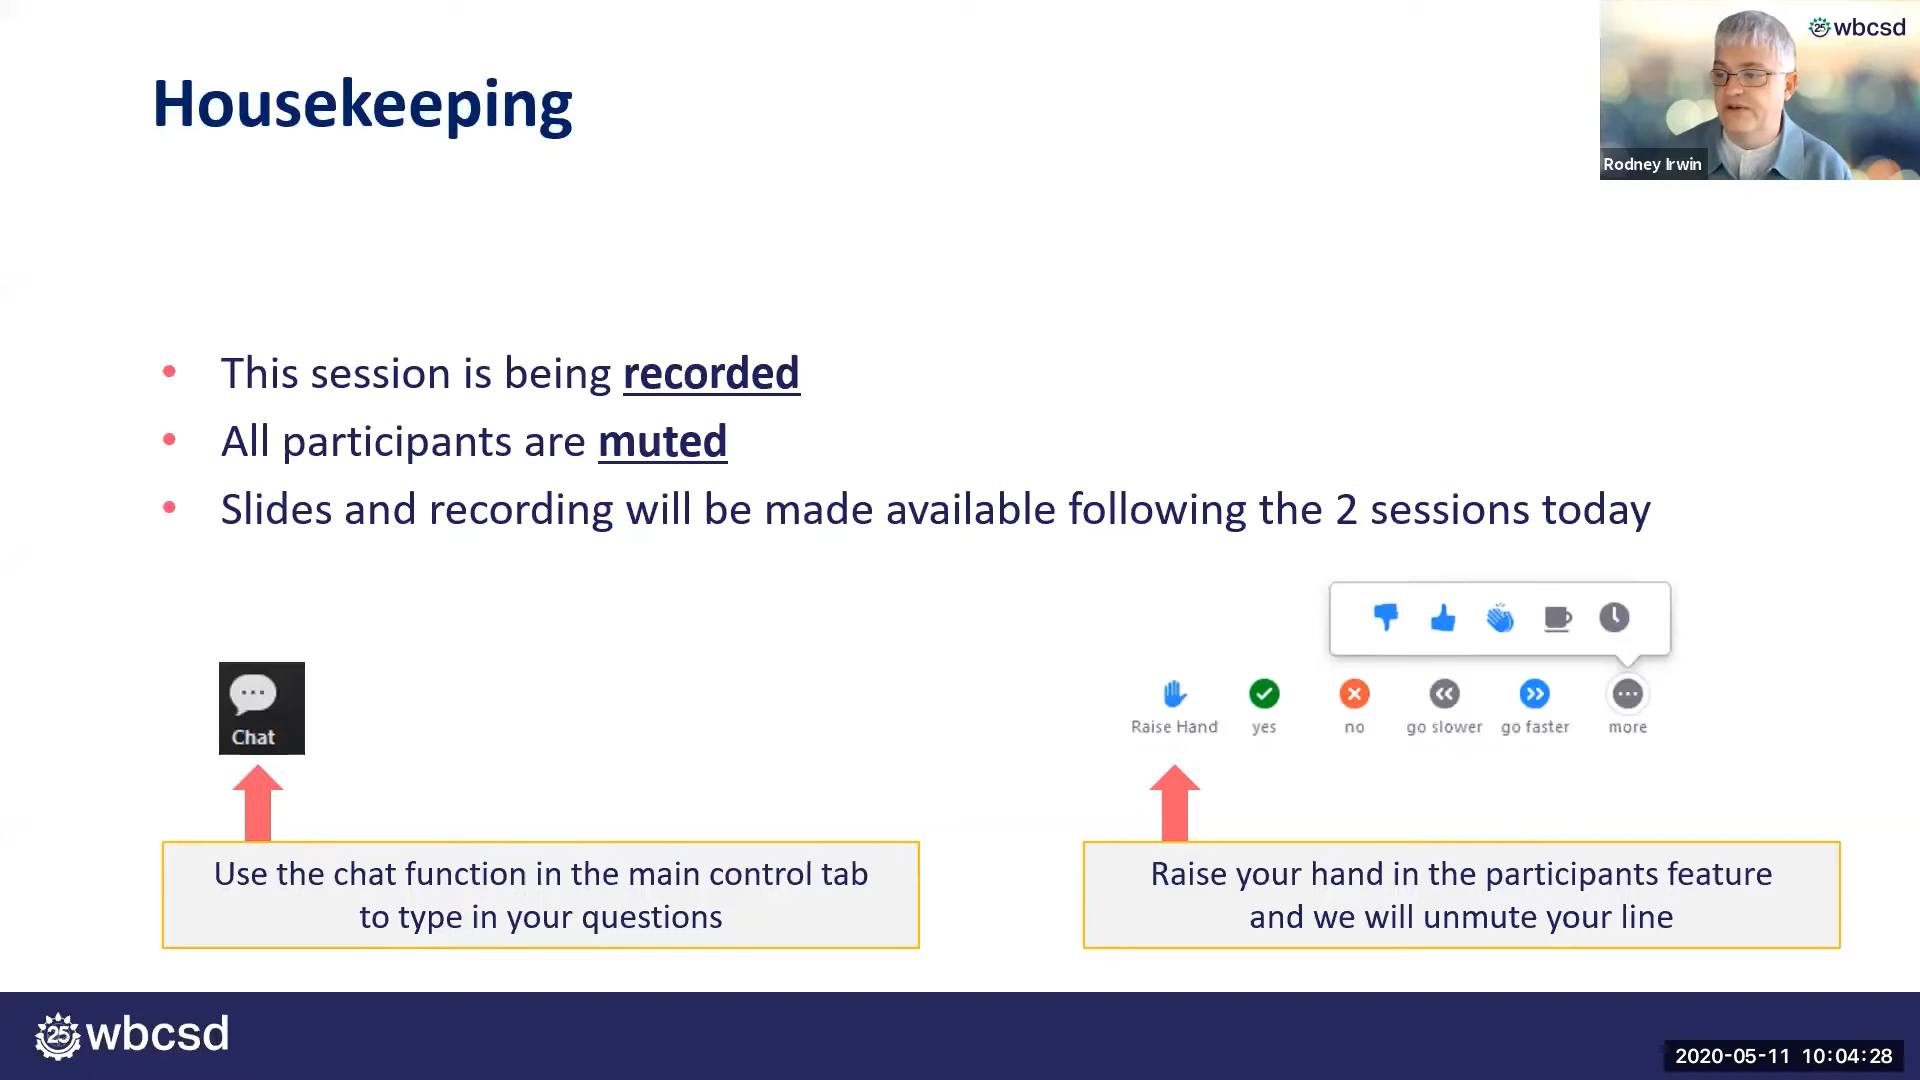 Housekeeping
25 wbcsd
Rodney Irwin
This session is being recorded
All participants are muted
Slides and recording will be made available following the 2 sessions today
Chat
Raise Hand
yes
no
go slower
go faster
more
Use the chat function in the main control tab
to type in your questions
Raise your hand in the participants feature
and we will unmute your line
25 wbcsd
2020-05-11 10:04:28